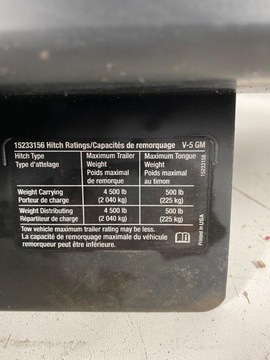 15233156 Hitch Ratings/Capacités de remorquage V-5 GM
Hitch Type Maximum Trailer Maximum Tongue
Type d'attelage Weight Weight
Poids maximal Poids maximal
de remorque au timon
Weight Carrying 4 500 lb 500 lb
Porteur de charge (2 040 kg) (225 kg)
Weight Distributing 4 500 lb 500 lb
Répartiteur de charge (2 040 kg) (225 kg)
Tow vehicle maximum trailer rating may be less.
La capacité de remorquage maximale du véhicule
remorqueur peut être inférieure.
15233156
Printed in USA